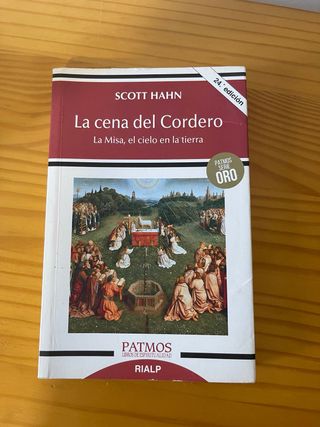 24.ª edición
SCOTT HAHN
La cena del Cordero
La Misa, el cielo en la tierra
PATMOS
SERIE
ORO
PATMOS
LIBROS DE ESPIRITUALIDAD
RIALP